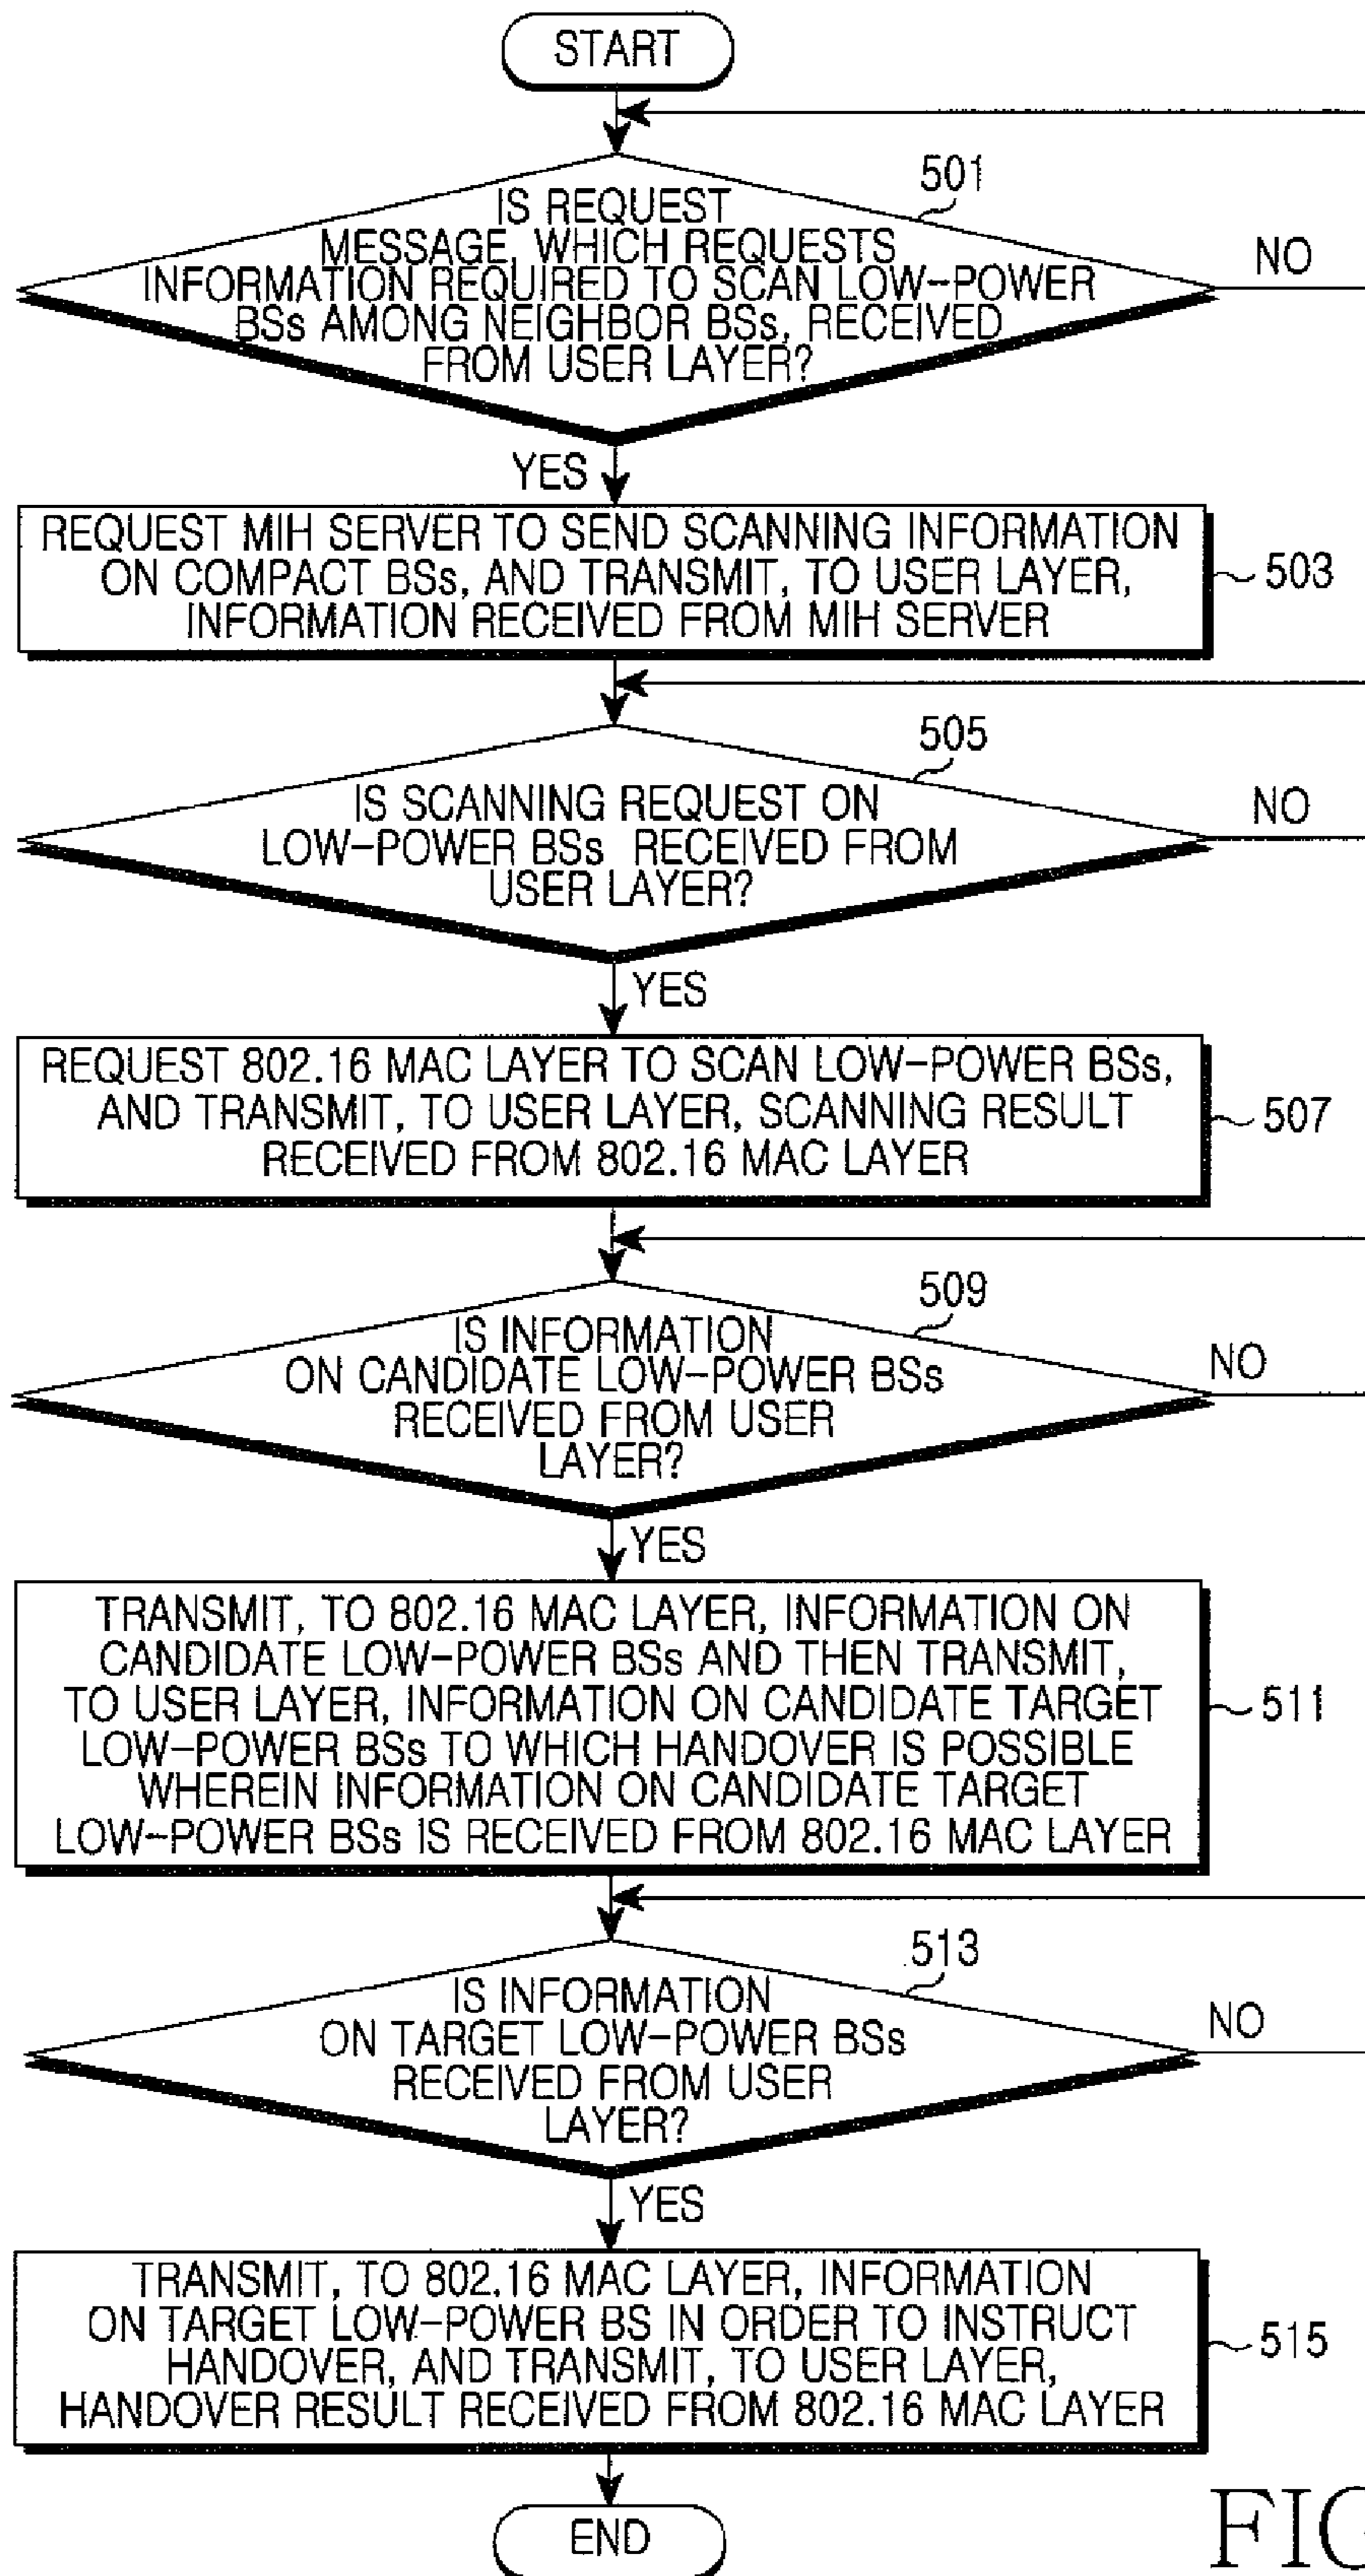 START
501
IS REQUEST
MESSAGE, WHICH REQUESTS
INFORMATION REQUIRED TO SCAN LOW-POWER
BSs AMONG NEIGHBOR BSs, RECEIVED
FROM USER LAYER?
NO
YES
REQUEST MIH SERVER TO SEND SCANNING INFORMATION
ON COMPACT BSs, AND TRANSMIT, TO USER LAYER,
INFORMATION RECEIVED FROM MIH SERVER
503
505
IS SCANNING REQUEST ON
LOW-POWER BSs RECEIVED FROM
USER LAYER?
NO
YES
REQUEST 802.16 MAC LAYER TO SCAN LOW-POWER BSs,
AND TRANSMIT, TO USER LAYER, SCANNING RESULT
RECEIVED FROM 802.16 MAC LAYER
507
509
IS INFORMATION
ON CANDIDATE LOW-POWER BSs
RECEIVED FROM USER
LAYER?
NO
YES
TRANSMIT, TO 802.16 MAC LAYER, INFORMATION ON
CANDIDATE LOW-POWER BSs AND THEN TRANSMIT,
TO USER LAYER, INFORMATION ON CANDIDATE TARGET
LOW-POWER BSs TO WHICH HANDOVER IS POSSIBLE
WHEREIN INFORMATION ON CANDIDATE TARGET
LOW-POWER BSs IS RECEIVED FROM 802.16 MAC LAYER
511
513
IS INFORMATION
ON TARGET LOW-POWER BSs
RECEIVED FROM USER
LAYER?
NO
YES
TRANSMIT, TO 802.16 MAC LAYER, INFORMATION
ON TARGET LOW-POWER BS IN ORDER TO INSTRUCT
HANDOVER, AND TRANSMIT, TO USER LAYER,
HANDOVER RESULT RECEIVED FROM 802.16 MAC LAYER
515
END
FIG